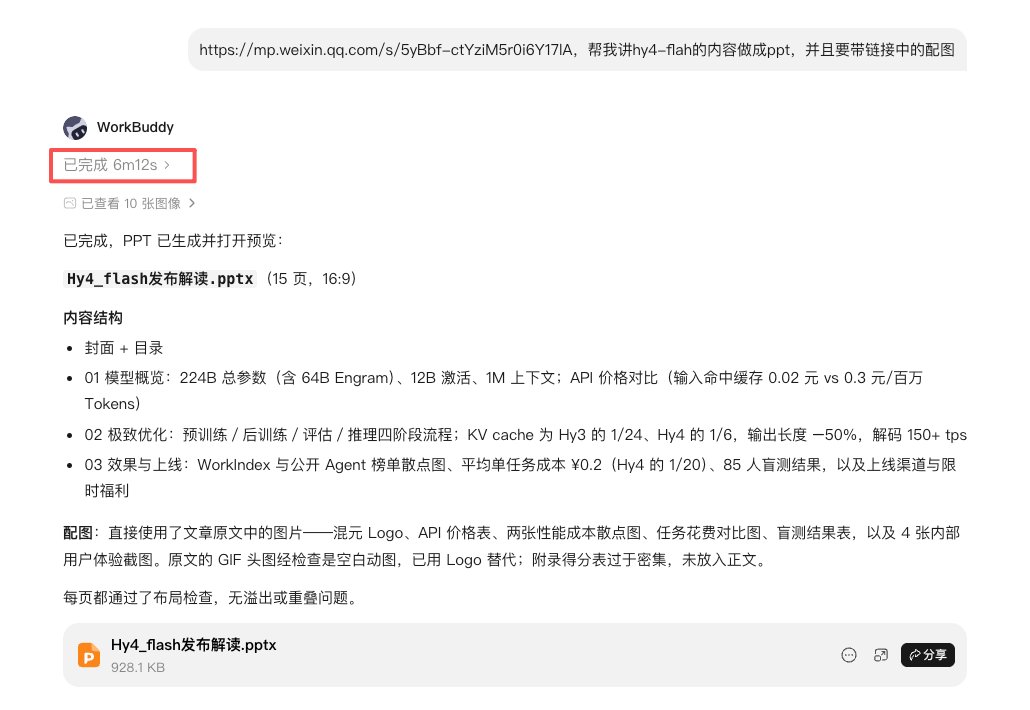 https://mp.weixin.qq.com/s/5yBbf-ctYziM5r0i6Y17lA，帮我讲hy4-flah的内容做成ppt，并且要带链接中的配图
WorkBuddy
已完成 6m12s >
已查看 10 张图像 >
已完成，PPT 已生成并打开预览：
Hy4_flash发布解读.pptx （15 页，16:9）
内容结构
• 封面 + 目录
• 01 模型概览：224B 总参数（含 64B Engram）、12B 激活、1M 上下文；API 价格对比（输入命中缓存 0.02 元 vs 0.3 元/百万
Tokens）
• 02 极致优化：预训练 / 后训练 / 评估 / 推理四阶段流程；KV cache 为 Hy3 的 1/24、Hy4 的 1/6，输出长度 −50%，解码 150+ tps
• 03 效果与上线：WorkIndex 与公开 Agent 榜单散点图、平均单任务成本 ¥0.2（Hy4 的 1/20）、85 人盲测结果，以及上线渠道与限
时福利
配图：直接使用了文章原文中的图片——混元 Logo、API 价格表、两张性能成本散点图、任务花费对比图、盲测结果表，以及 4 张内部
用户体验截图。原文的 GIF 头图经检查是空白动图，已用 Logo 替代；附录得分表过于密集，未放入正文。
每页都通过了布局检查，无溢出或重叠问题。
Hy4_flash发布解读.pptx
928.1 KB
分享